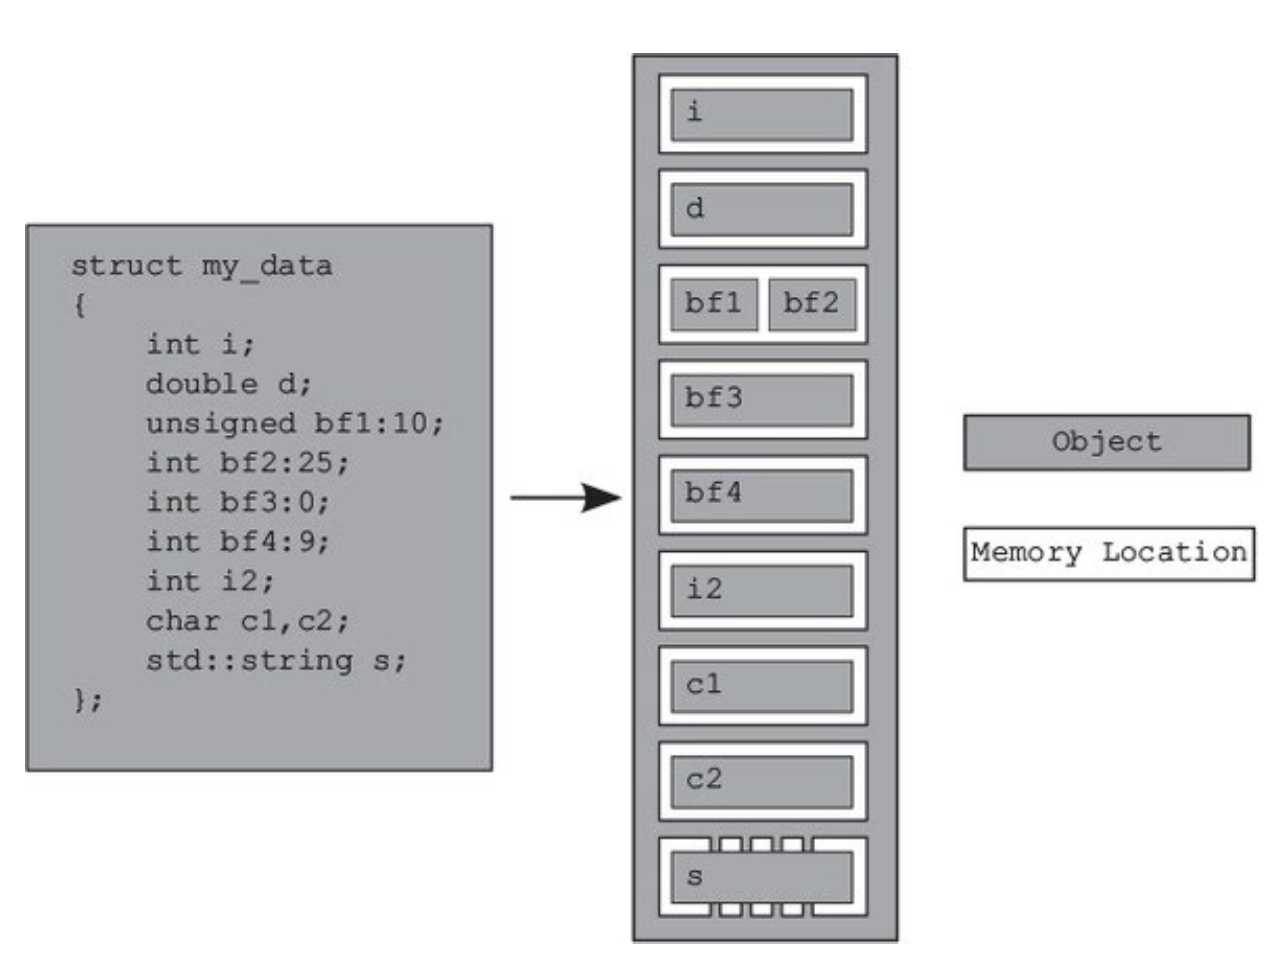 struct my_data
{
int i;
double d;
unsigned bf1:10;
int bf2:25;
int bf3:0;
int bf4:9;
int i2;
char c1,c2;
std::string s;
};
i
d
bf1 bf2
bf3
bf4
i2
c1
c2
s
Object
Memory Location